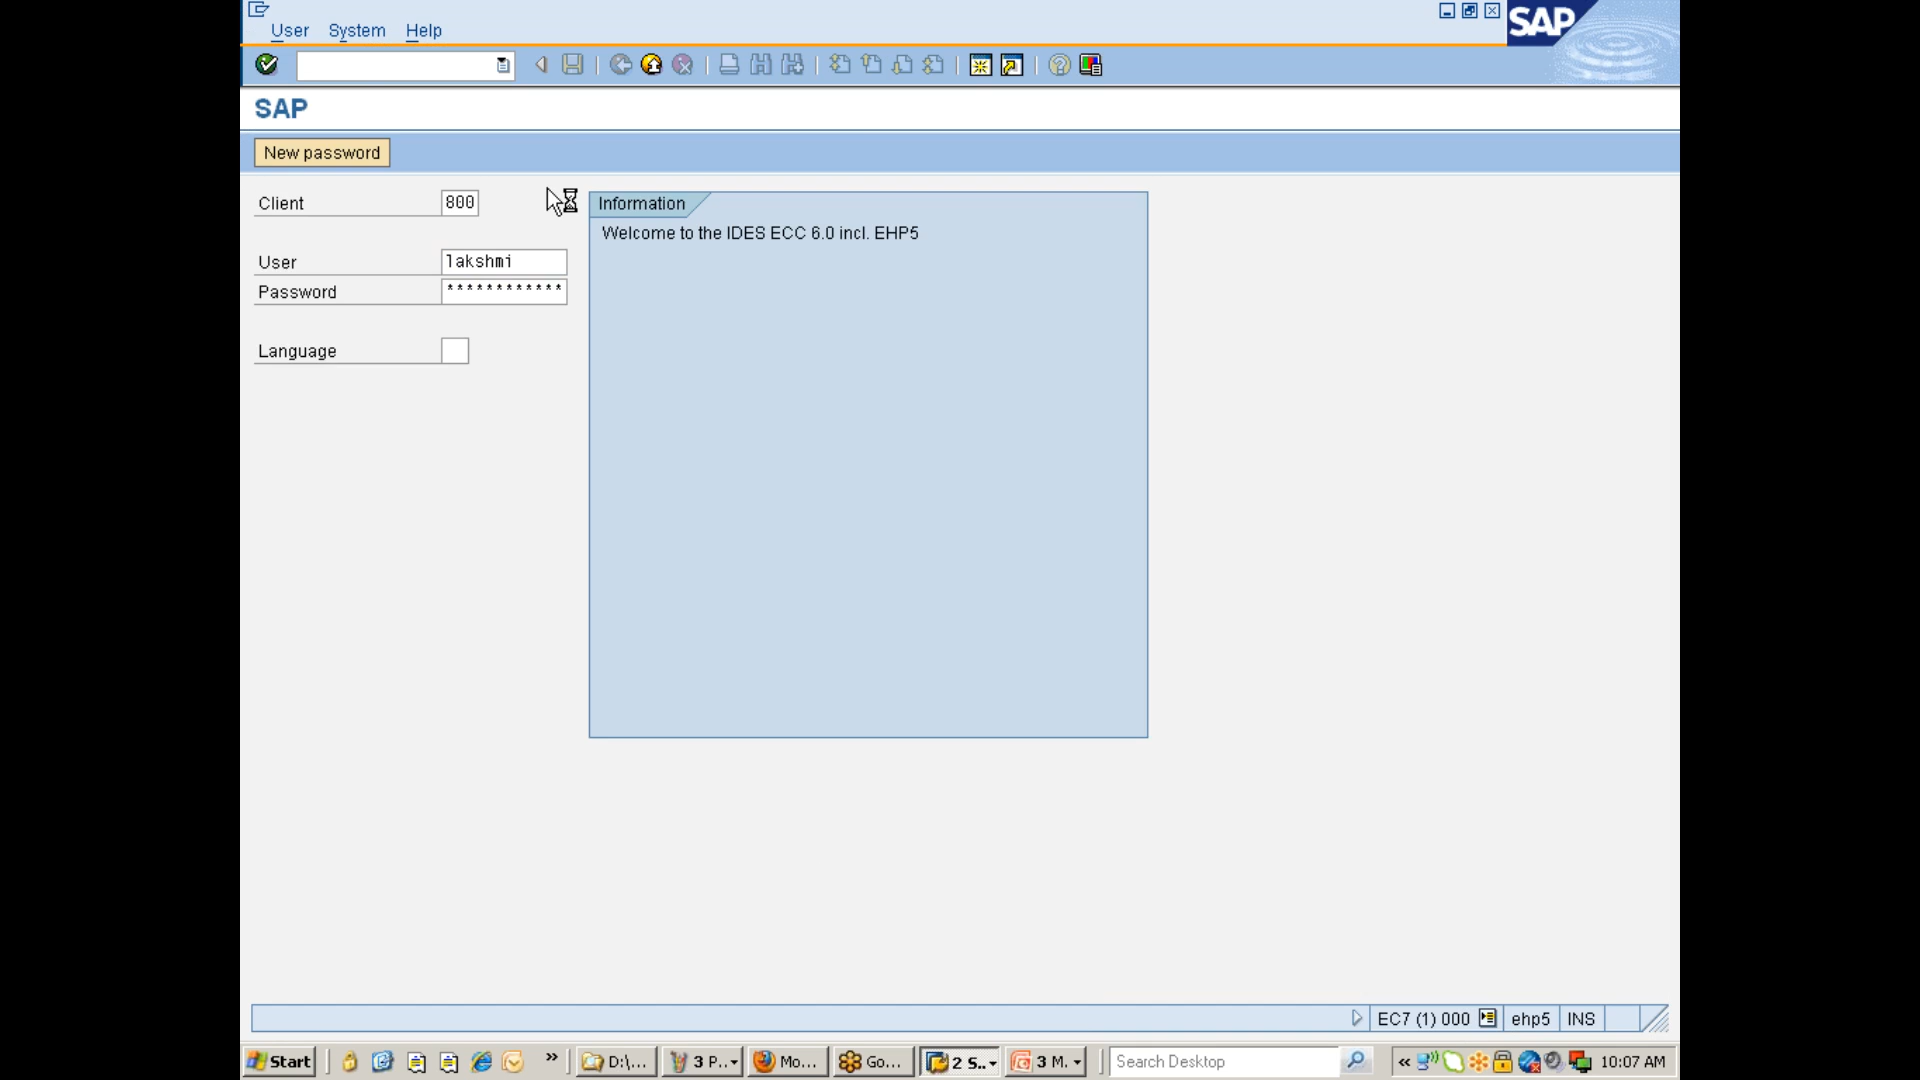 User System Help
SAP
SAP
New password
Client 800
Information
Welcome to the IDES ECC 6.0 incl. EHP5
User lakshmi
Password ************
Language
EC7 (1) 000 ehp5 INS
Start » D:\... 3 P... Mo... Go... 2 S... 3 M. Search Desktop « 10:07 AM